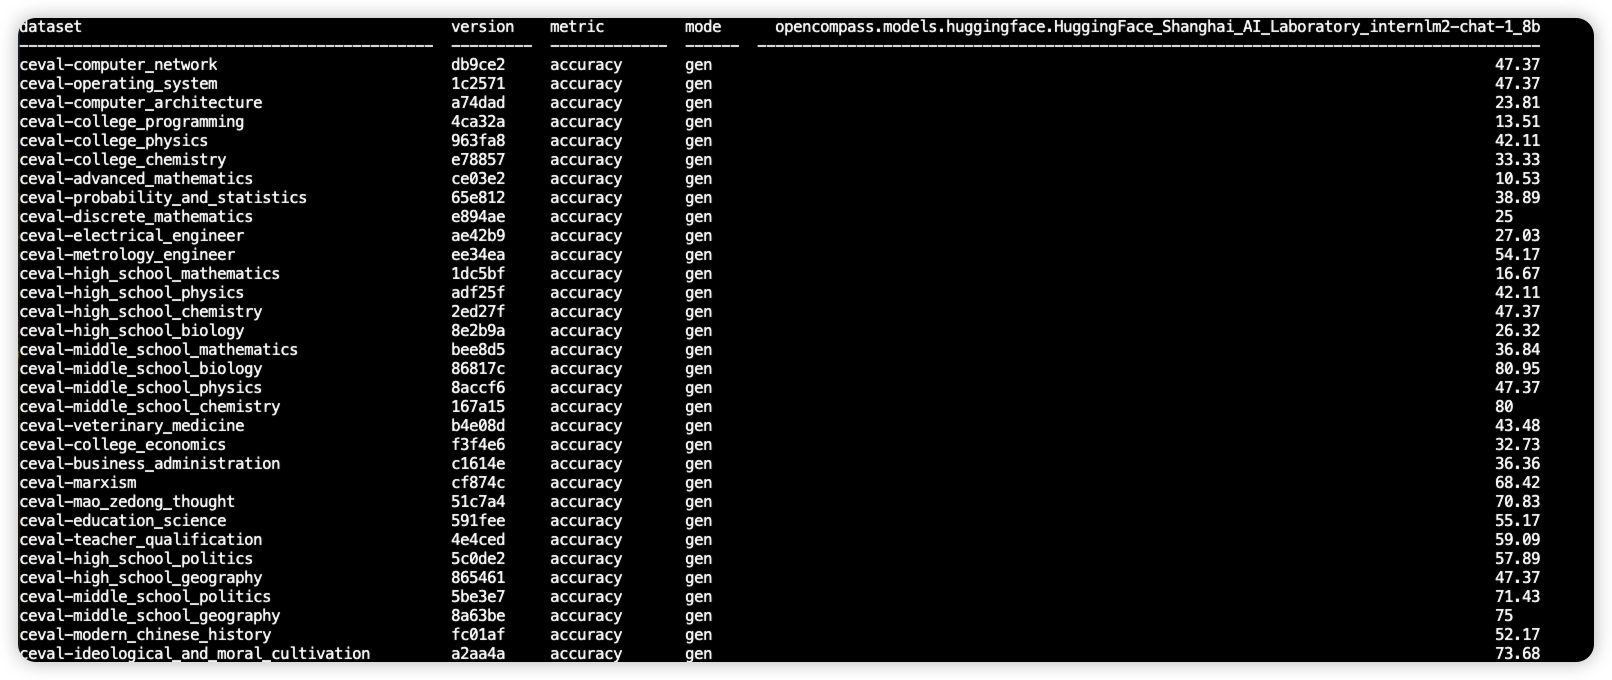 dataset version metric mode opencompass.models.huggingface.HuggingFace_Shanghai_AI_Laboratory_internlm2-chat-1_8b
---------------------------------------------- --------- ------------- ------ ---------------------------------------------------------------------------------------
ceval-computer_network db9ce2 accuracy gen 47.37
ceval-operating_system 1c2571 accuracy gen 47.37
ceval-computer_architecture a74dad accuracy gen 23.81
ceval-college_programming 4ca32a accuracy gen 13.51
ceval-college_physics 963fa8 accuracy gen 42.11
ceval-college_chemistry e78857 accuracy gen 33.33
ceval-advanced_mathematics ce03e2 accuracy gen 10.53
ceval-probability_and_statistics 65e812 accuracy gen 38.89
ceval-discrete_mathematics e894ae accuracy gen 25
ceval-electrical_engineer ae42b9 accuracy gen 27.03
ceval-metrology_engineer ee34ea accuracy gen 54.17
ceval-high_school_mathematics 1dc5bf accuracy gen 16.67
ceval-high_school_physics adf25f accuracy gen 42.11
ceval-high_school_chemistry 2ed27f accuracy gen 47.37
ceval-high_school_biology 8e2b9a accuracy gen 26.32
ceval-middle_school_mathematics bee8d5 accuracy gen 36.84
ceval-middle_school_biology 86817c accuracy gen 80.95
ceval-middle_school_physics 8accf6 accuracy gen 47.37
ceval-middle_school_chemistry 167a15 accuracy gen 80
ceval-veterinary_medicine b4e08d accuracy gen 43.48
ceval-college_economics f3f4e6 accuracy gen 32.73
ceval-business_administration c1614e accuracy gen 36.36
ceval-marxism cf874c accuracy gen 68.42
ceval-mao_zedong_thought 51c7a4 accuracy gen 70.83
ceval-education_science 591fee accuracy gen 55.17
ceval-teacher_qualification 4e4ced accuracy gen 59.09
ceval-high_school_politics 5c0de2 accuracy gen 57.89
ceval-high_school_geography 865461 accuracy gen 47.37
ceval-middle_school_politics 5be3e7 accuracy gen 71.43
ceval-middle_school_geography 8a63be accuracy gen 75
ceval-modern_chinese_history fc01af accuracy gen 52.17
ceval-ideological_and_moral_cultivation a2aa4a accuracy gen 73.68